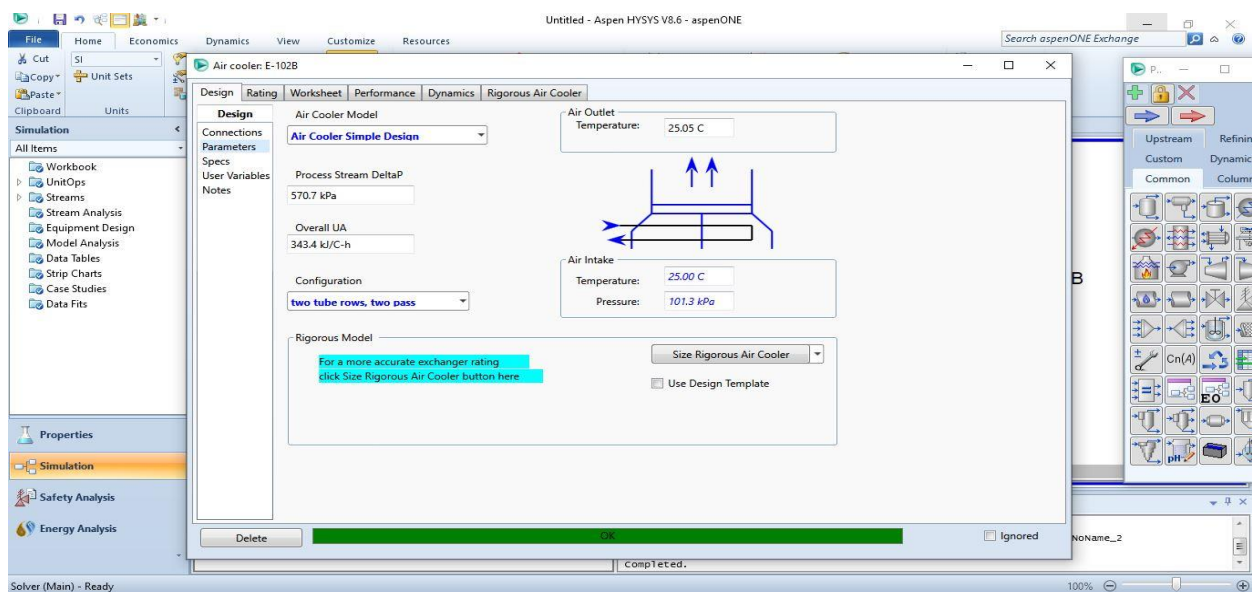 Untitled - Aspen HYSYS V8.6 - aspenONE
File Home Economics Dynamics View Customize Resources
Search aspenONE Exchange
Cut
SI
Copy
Unit Sets
Paste
Clipboard Units
Simulation
All Items
Workbook
UnitOps
Streams
Stream Analysis
Equipment Design
Model Analysis
Data Tables
Strip Charts
Case Studies
Data Fits
Properties
Simulation
Safety Analysis
Energy Analysis
Air cooler: E-102B
Design Rating Worksheet Performance Dynamics Rigorous Air Cooler
Design
Connections
Parameters
Specs
User Variables
Notes
Air Cooler Model
Air Cooler Simple Design
Process Stream DeltaP
570.7 kPa
Overall UA
343.4 kJ/C-h
Configuration
two tube rows, two pass
Air Outlet
Temperature: 25.05 C
Air Intake
Temperature: 25.00 C
Pressure: 101.3 kPa
Rigorous Model
For a more accurate exchanger rating
click Size Rigorous Air Cooler button here
Size Rigorous Air Cooler
Use Design Template
Delete
OK
Ignored
B
P..
Upstream Refinin
Custom Dynamic
Common Colum
Cn(A)
EO
pH
NoName_2
Completed.
Solver (Main) - Ready
100%